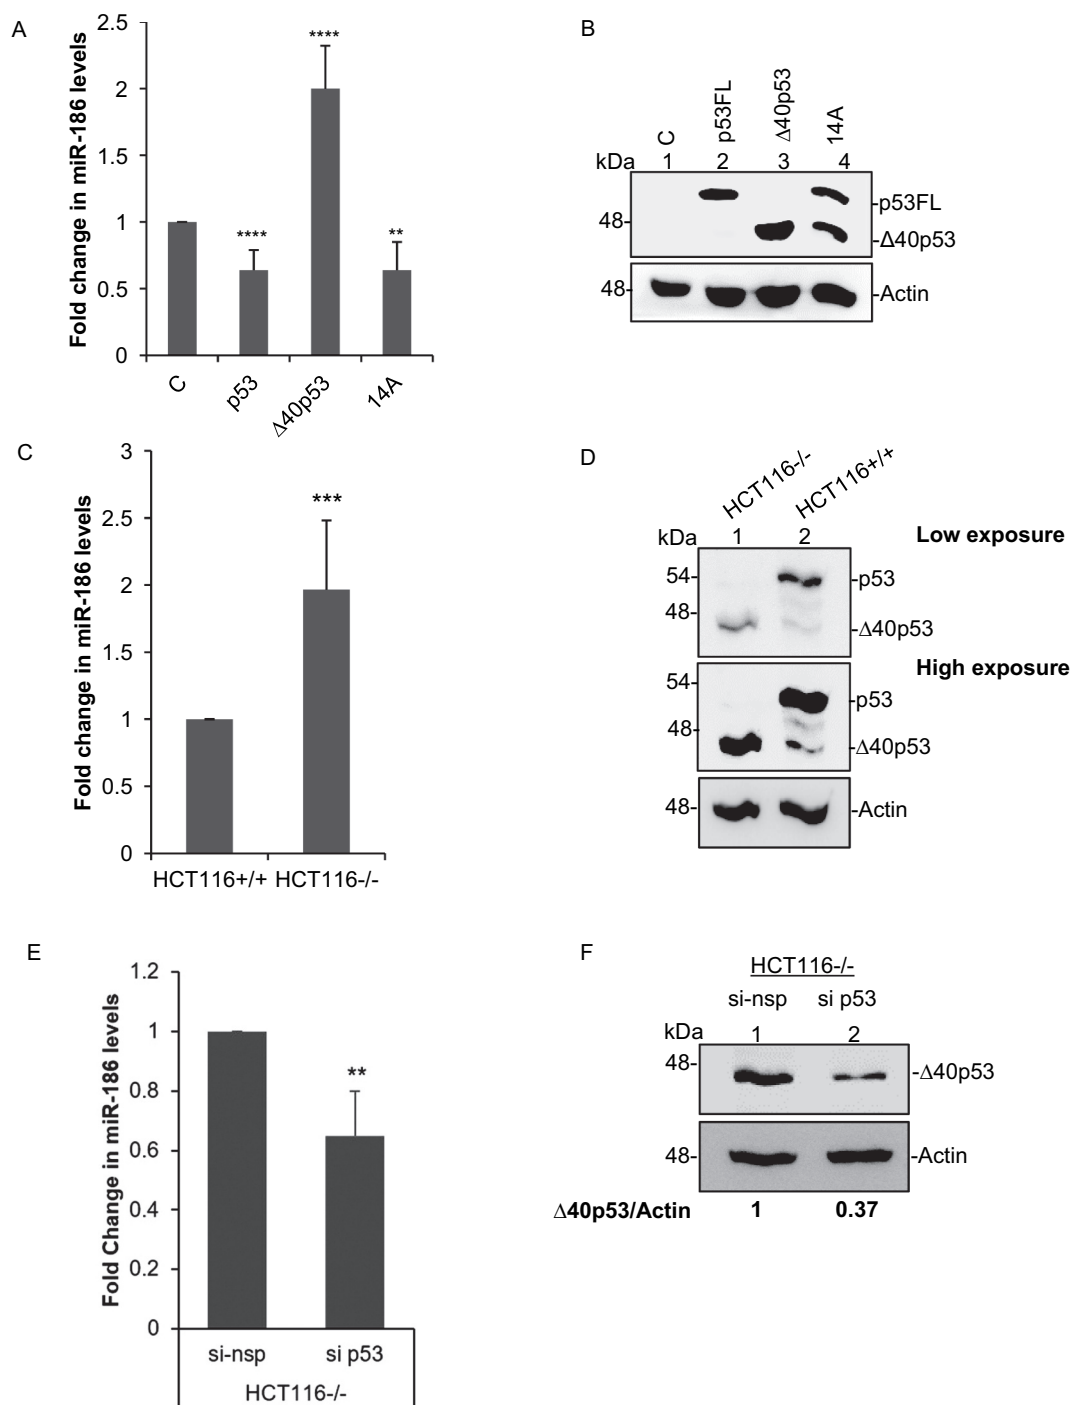 A
Fold change in miR-186 levels
2.5
2
1.5
1
0.5
0
****
****
**
C
p53
Δ40p53
14A
B
C
p53FL
Δ40p53
14A
kDa 1 2 3 4
48-
-p53FL
-Δ40p53
48-
-Actin
C
Fold change in miR-186 levels
3
2.5
2
1.5
1
0.5
0
***
HCT116+/+ HCT116-/-
D
HCT116-/-
HCT116+/+
kDa 1 2
Low exposure
54-
-p53
48-
-Δ40p53
High exposure
54-
-p53
48-
-Δ40p53
48-
-Actin
E
Fold Change in miR-186 levels
1.2
1
0.8
0.6
0.4
0.2
0
**
si-nsp si p53
HCT116-/-
F
HCT116-/-
si-nsp si p53
kDa 1 2
48-
-Δ40p53
48-
-Actin
Δ40p53/Actin 1 0.37